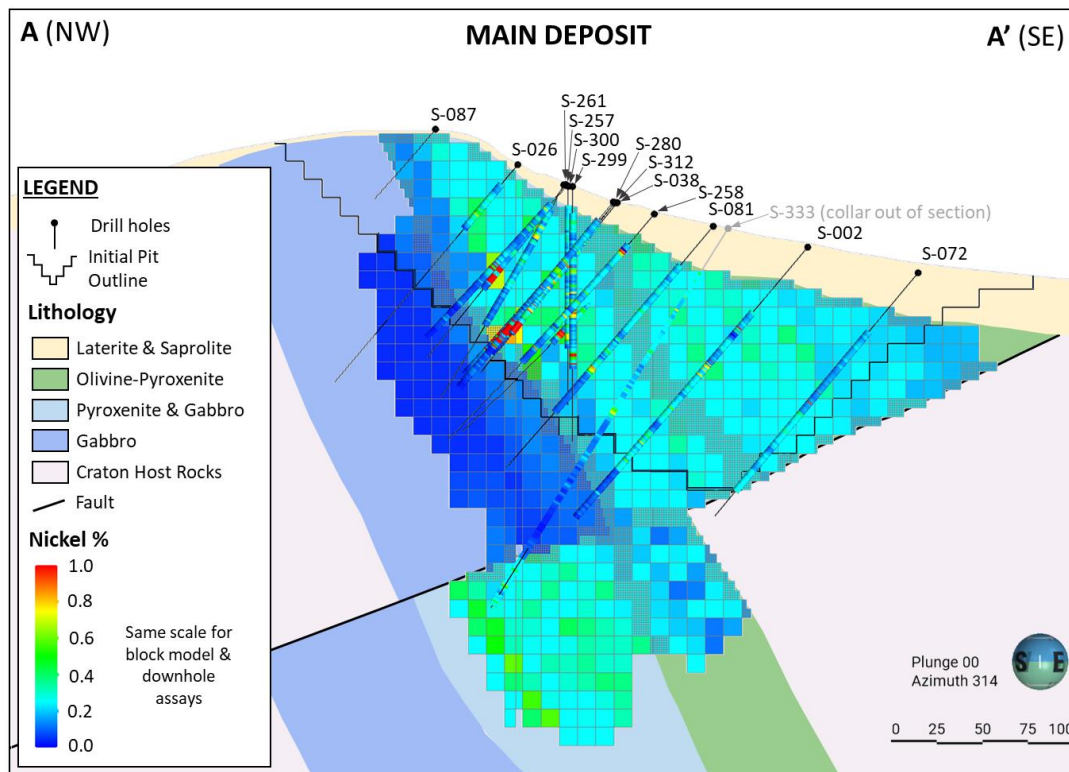 A (NW)
MAIN DEPOSIT
A' (SE)
S-087
S-026
S-261
S-257
S-300
S-299
S-280
S-312
S-038
S-258
S-081
S-333 (collar out of section)
S-002
S-072
LEGEND
Drill holes
Initial Pit
Outline
Lithology
Laterite & Saprolite
Olivine-Pyroxenite
Pyroxenite & Gabbro
Gabbro
Craton Host Rocks
Fault
Nickel %
1.0
0.8
0.6
0.4
0.2
0.0
Same scale for
block model &
downhole
assays
Plunge 00
Azimuth 314
S E
0 25 50 75 100